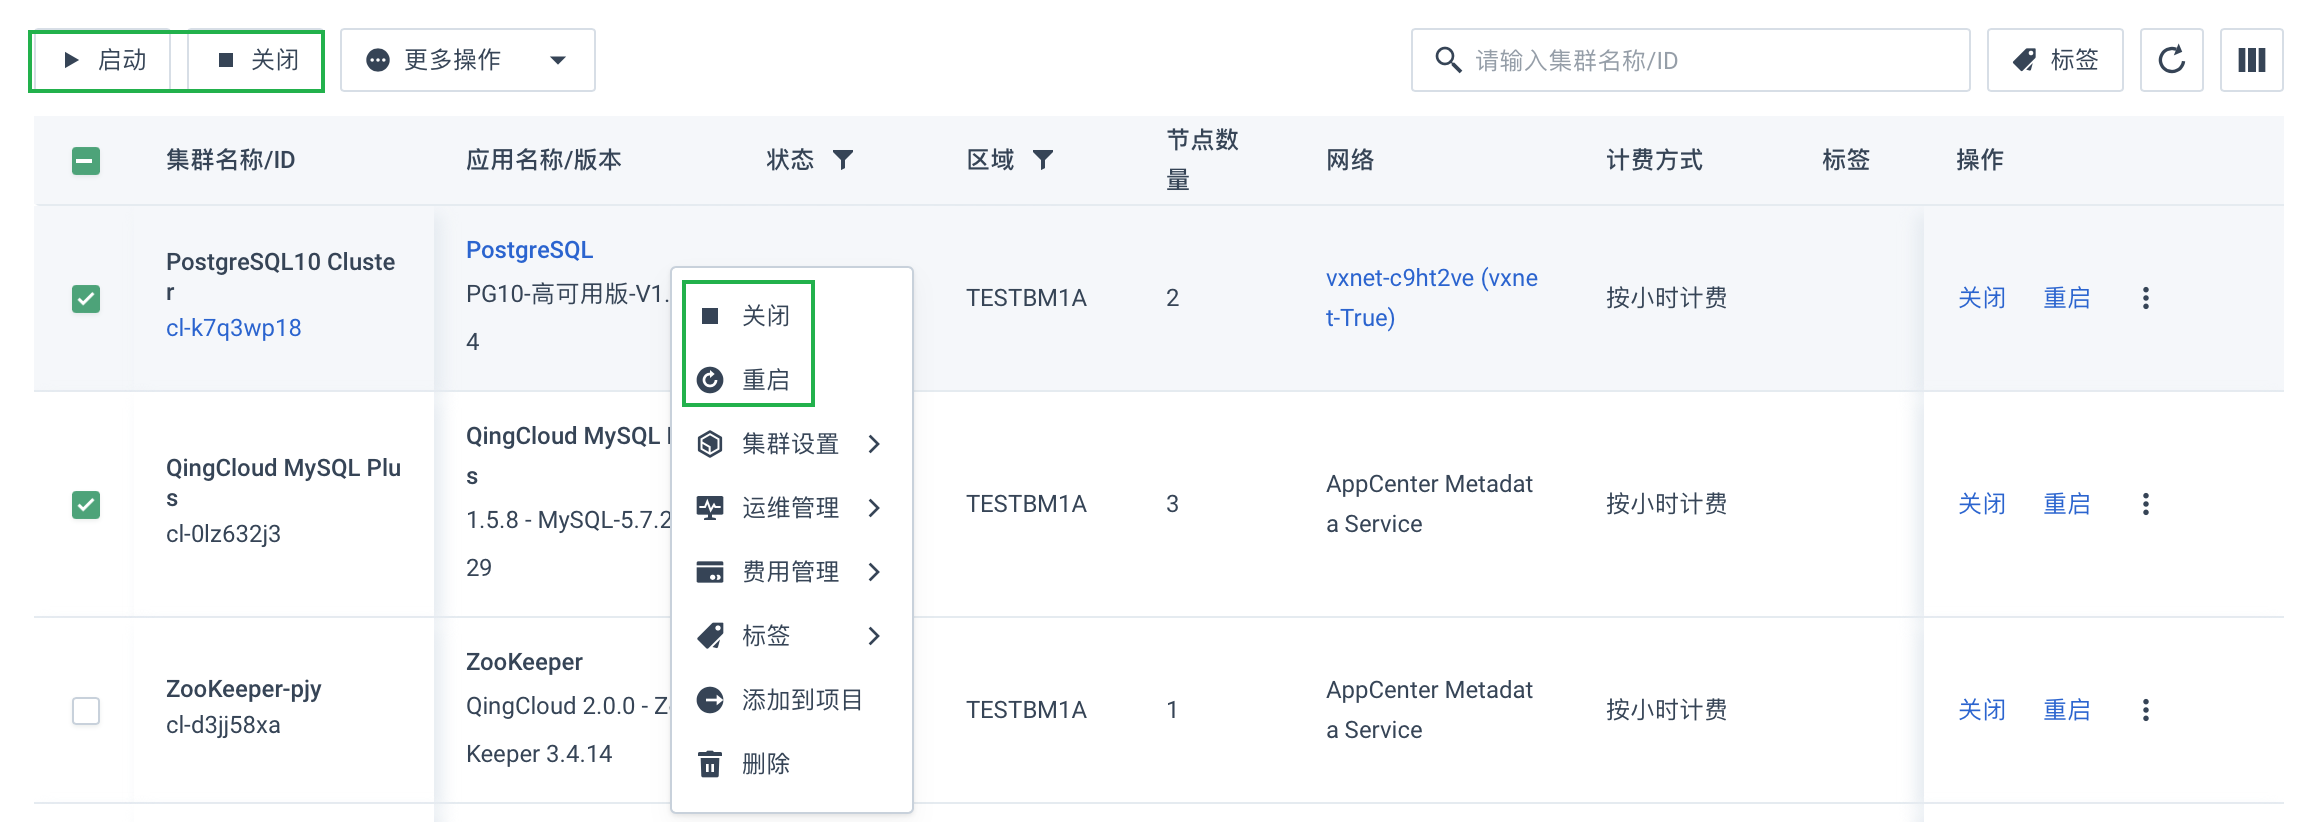 启动
关闭
更多操作
请输入集群名称/ID
标签
集群名称/ID
应用名称/版本
状态
区域
节点数
量
网络
计费方式
标签
操作
PostgreSQL10 Cluste
r
cl-k7q3wp18
PostgreSQL
PG10-高可用版-V1.
4
TESTBM1A
2
vxnet-c9ht2ve (vxne
t-True)
按小时计费
关闭
重启
QingCloud MySQL Plu
s
cl-0lz632j3
QingCloud MySQL
s
1.5.8 - MySQL-5.7.2
29
TESTBM1A
3
AppCenter Metadat
a Service
按小时计费
关闭
重启
ZooKeeper-pjy
cl-d3jj58xa
ZooKeeper
QingCloud 2.0.0 - Z
Keeper 3.4.14
TESTBM1A
1
AppCenter Metadat
a Service
按小时计费
关闭
重启
关闭
重启
集群设置
运维管理
费用管理
标签
添加到项目
删除